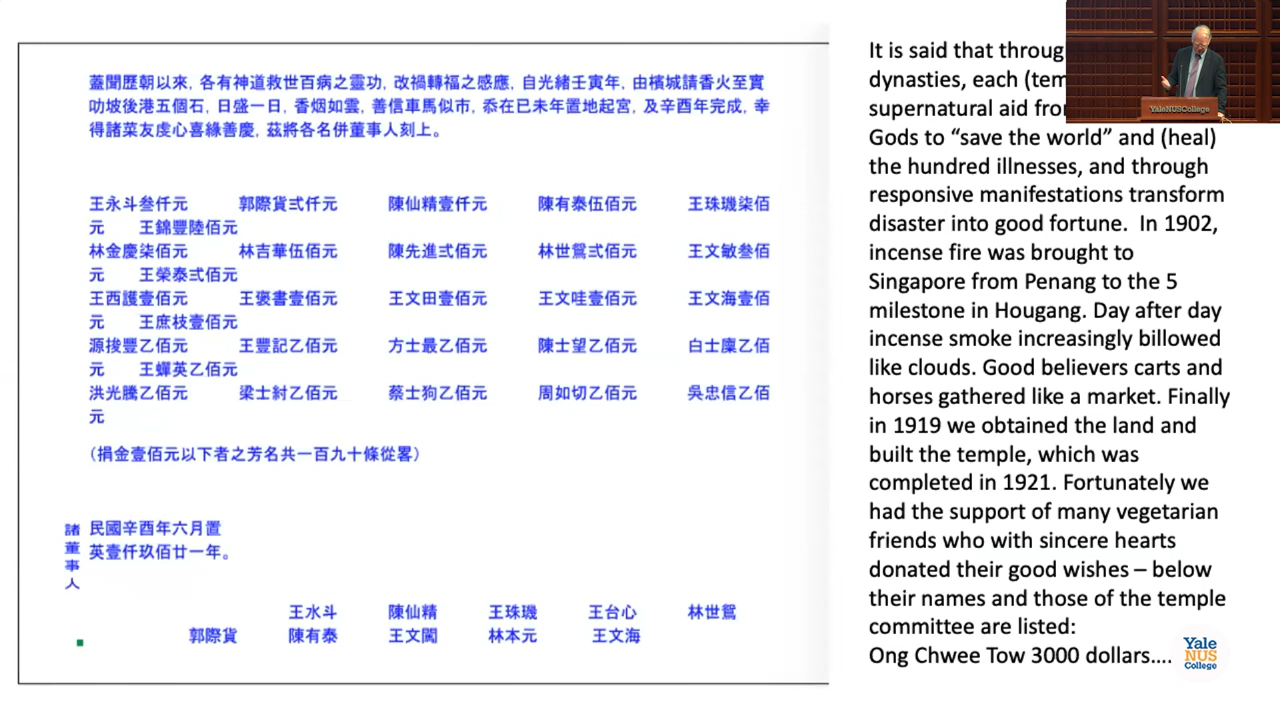 蓋聞歷朝以來，各有神道救世百病之靈功，改禍轉福之感應，自光緒壬寅年，由檳城請香火至實
叻坡後港五個石，日盛一日，香烟如雲，善信車馬似市，忝在已未年置地起宮，及辛酉年完成，幸
得諸菜友虔心喜緣善慶，茲將各名併董事人刻上。
王永斗叁仟元 郭際貨弍仟元 陳仙精壹仟元 陳有泰伍佰元 王珠璣柒佰
元 王錦豐陸佰元
林金慶柒佰元 林吉華伍佰元 陳先進弍佰元 林世鴛弍佰元 王文敏叁佰
元 王榮泰弍佰元
王西護壹佰元 王褒書壹佰元 王文田壹佰元 王文哇壹佰元 王文海壹佰
元 王庶枝壹佰元
源捘豐乙佰元 王豐記乙佰元 方士最乙佰元 陳士望乙佰元 白士廩乙佰
元 王蟬英乙佰元
洪光騰乙佰元 梁士紂乙佰元 蔡士狗乙佰元 周如切乙佰元 吳忠信乙佰
元
（捐金壹佰元以下者之芳名共一百九十條從畧）
民國辛酉年六月置
英壹仟玖佰廿一年。
諸董事人
王水斗 陳仙精 王珠璣 王台心 林世鴛
郭際貨 陳有泰 王文闖 林本元 王文海
It is said that throug
dynasties, each (tem
supernatural aid fro
Gods to “save the world” and (heal)
the hundred illnesses, and through
responsive manifestations transform
disaster into good fortune. In 1902,
incense fire was brought to
Singapore from Penang to the 5
milestone in Hougang. Day after day
incense smoke increasingly billowed
like clouds. Good believers carts and
horses gathered like a market. Finally
in 1919 we obtained the land and
built the temple, which was
completed in 1921. Fortunately we
had the support of many vegetarian
friends who with sincere hearts
donated their good wishes – below
their names and those of the temple
committee are listed:
Ong Chwee Tow 3000 dollars….
YaleNUSCollege
Yale
NUS
College